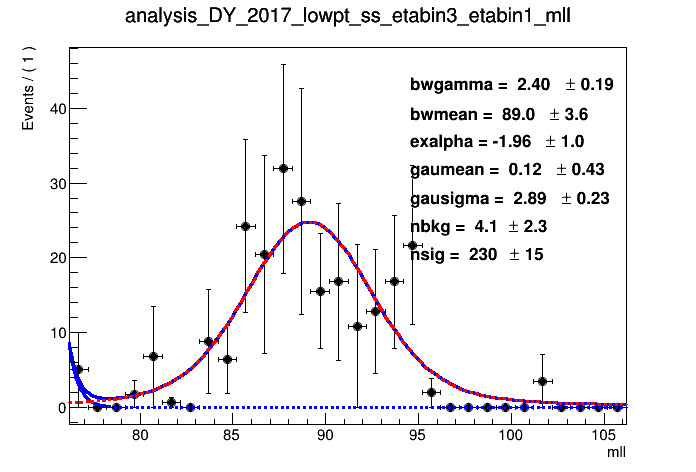 analysis_DY_2017_lowpt_ss_etabin3_etabin1_mll
Events / ( 1 )
bwgamma = 2.40 ± 0.19
bwmean = 89.0 ± 3.6
exalpha = -1.96 ± 1.0
gaumean = 0.12 ± 0.43
gausigma = 2.89 ± 0.23
nbkg = 4.1 ± 2.3
nsig = 230 ± 15
40
30
20
10
0
80 85 90 95 100 105
mll